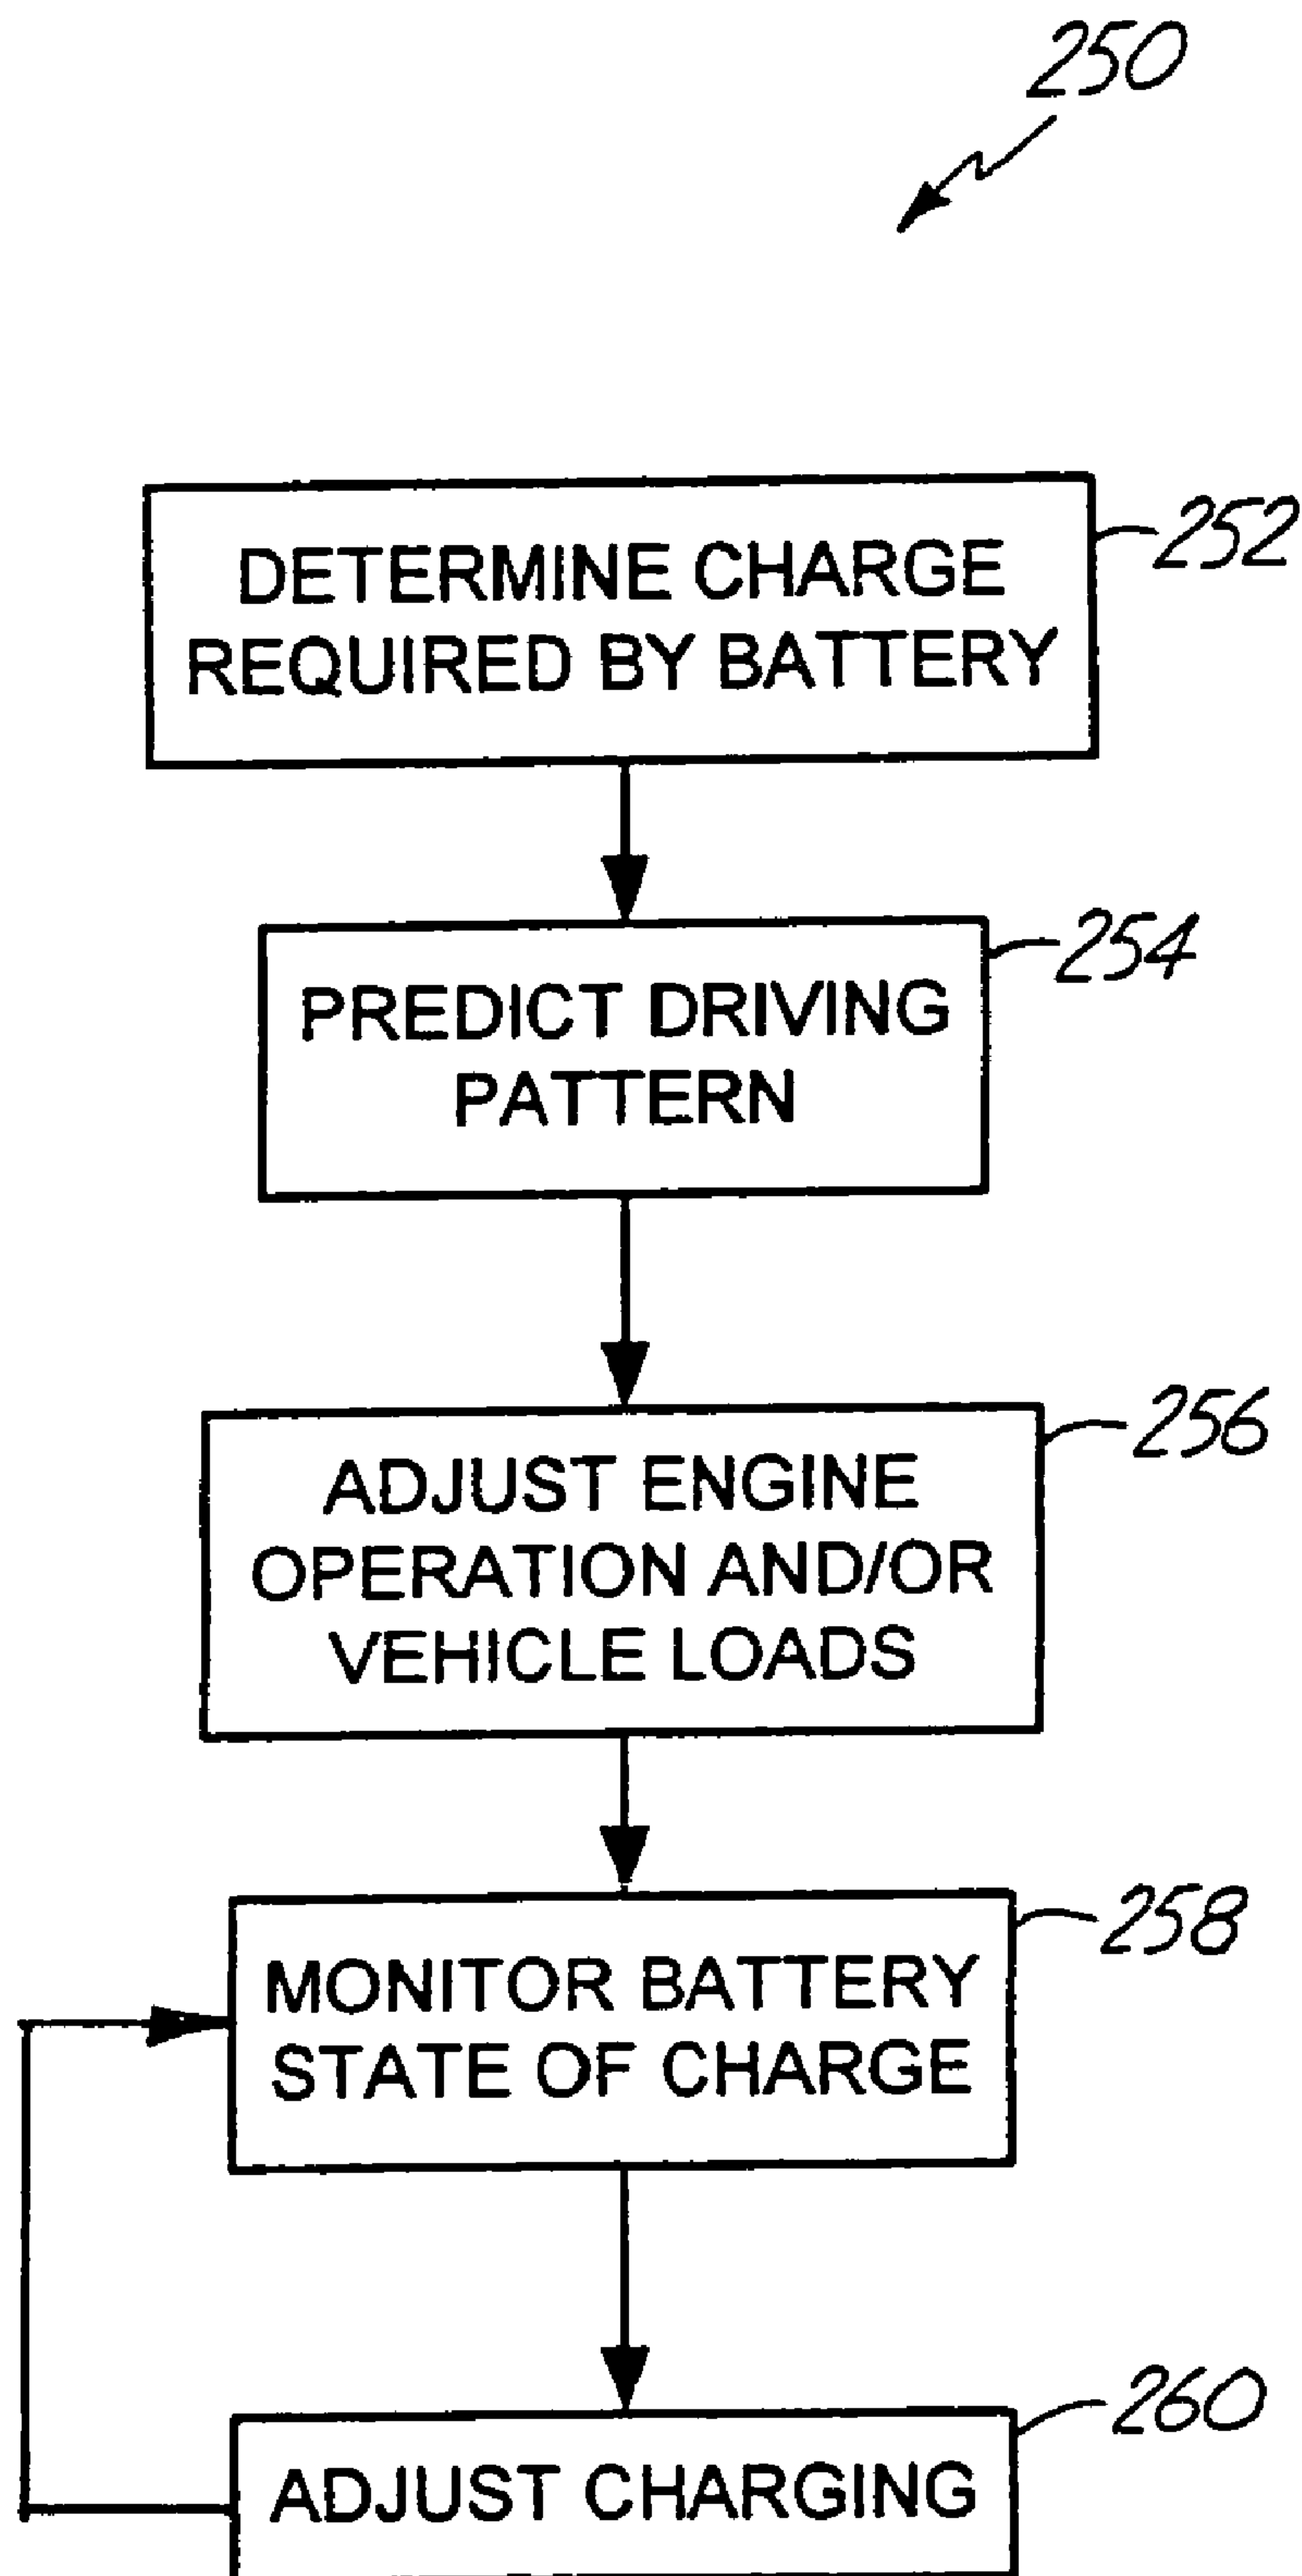 250
DETERMINE CHARGE
REQUIRED BY BATTERY
252
PREDICT DRIVING
PATTERN
254
ADJUST ENGINE
OPERATION AND/OR
VEHICLE LOADS
256
MONITOR BATTERY
STATE OF CHARGE
258
ADJUST CHARGING
260